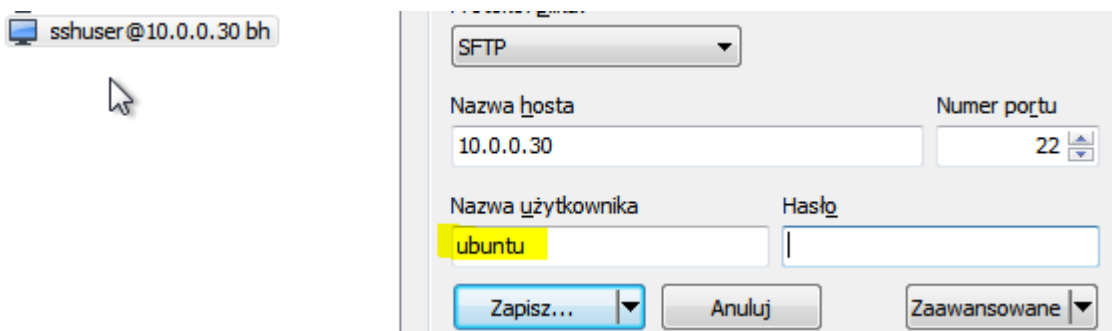 sshuser@10.0.0.30 bh
SFTP
Nazwa hosta
Numer portu
10.0.0.30
22
Nazwa użytkownika
Hasło
ubuntu
Zapisz...
Anuluj
Zaawansowane